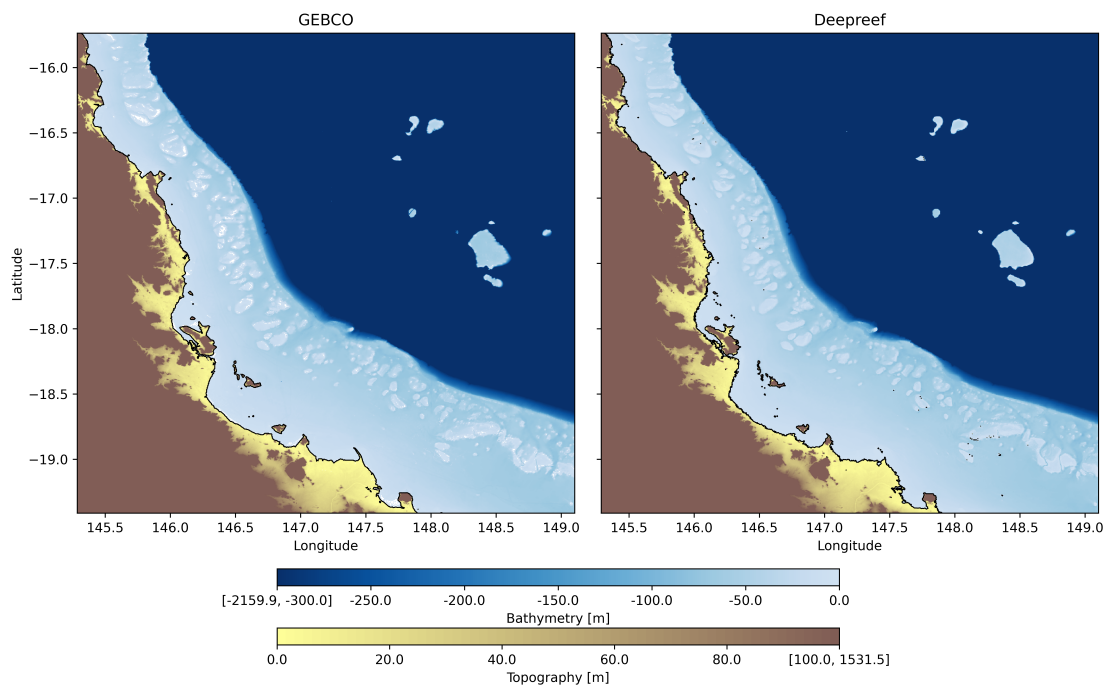 GEBCO
Deepreef
−16.0
−16.5
−17.0
−17.5
−18.0
−18.5
−19.0
Latitude
145.5 146.0 146.5 147.0 147.5 148.0 148.5 149.0
Longitude
145.5 146.0 146.5 147.0 147.5 148.0 148.5 149.0
Longitude
[-2159.9, -300.0] -250.0 -200.0 -150.0 -100.0 -50.0 0.0
Bathymetry [m]
0.0 20.0 40.0 60.0 80.0 [100.0, 1531.5]
Topography [m]